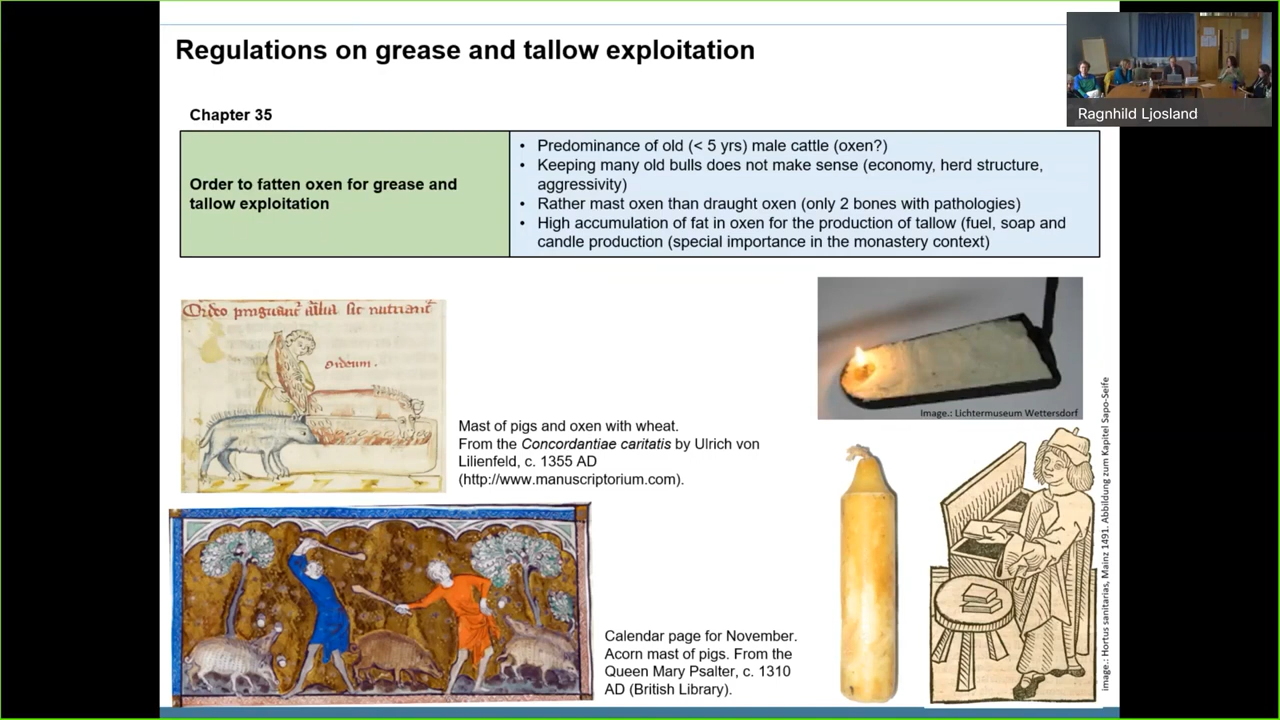 Regulations on grease and tallow exploitation
Ragnhild Ljosland
Chapter 35
Order to fatten oxen for grease and
tallow exploitation
• Predominance of old (< 5 yrs) male cattle (oxen?)
• Keeping many old bulls does not make sense (economy, herd structure,
aggressivity)
• Rather mast oxen than draught oxen (only 2 bones with pathologies)
• High accumulation of fat in oxen for the production of tallow (fuel, soap and
candle production (special importance in the monastery context)
ordeum.
Mast of pigs and oxen with wheat.
From the Concordantiae caritatis by Ulrich von
Lilienfeld, c. 1355 AD
(http://www.manuscriptorium.com).
Image.: Lichtermuseum Wettersdorf
Calendar page for November.
Acorn mast of pigs. From the
Queen Mary Psalter, c. 1310
AD (British Library).
image.: Hortus sanitarias, Mainz 1491. Abbildung zum Kapitel Sapo-Seife